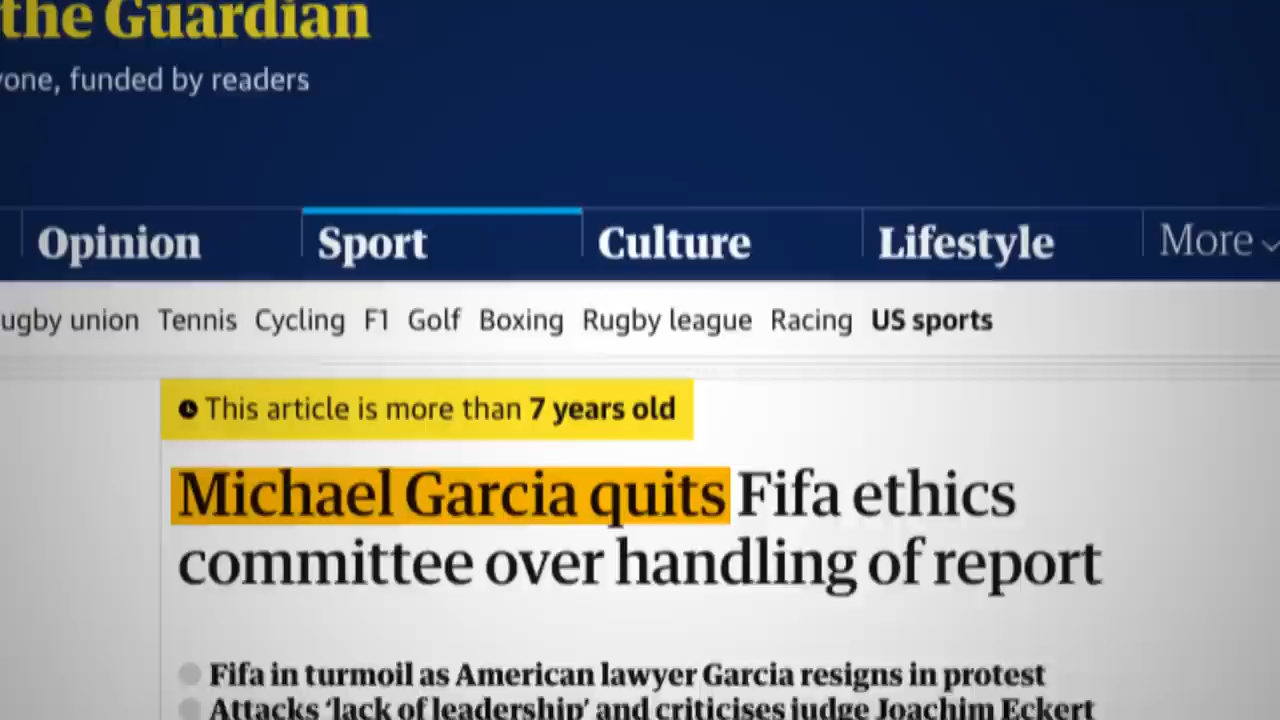 the Guardian
yone, funded by readers
Opinion Sport Culture Lifestyle More
ugby union Tennis Cycling F1 Golf Boxing Rugby league Racing US sports
This article is more than 7 years old
Michael Garcia quits Fifa ethics
committee over handling of report
Fifa in turmoil as American lawyer Garcia resigns in protest
Attacks ‘lack of leadership’ and criticises judge Joachim Eckert